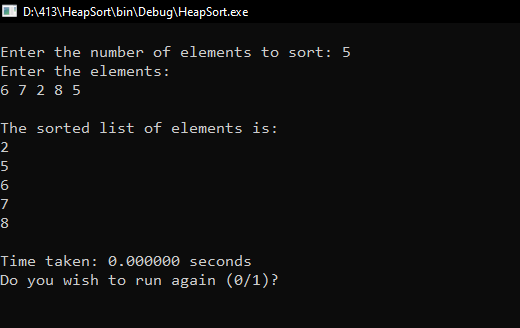 D:\413\HeapSort\bin\Debug\HeapSort.exe
Enter the number of elements to sort: 5
Enter the elements:
6 7 2 8 5
The sorted list of elements is:
2
5
6
7
8
Time taken: 0.000000 seconds
Do you wish to run again (0/1)?